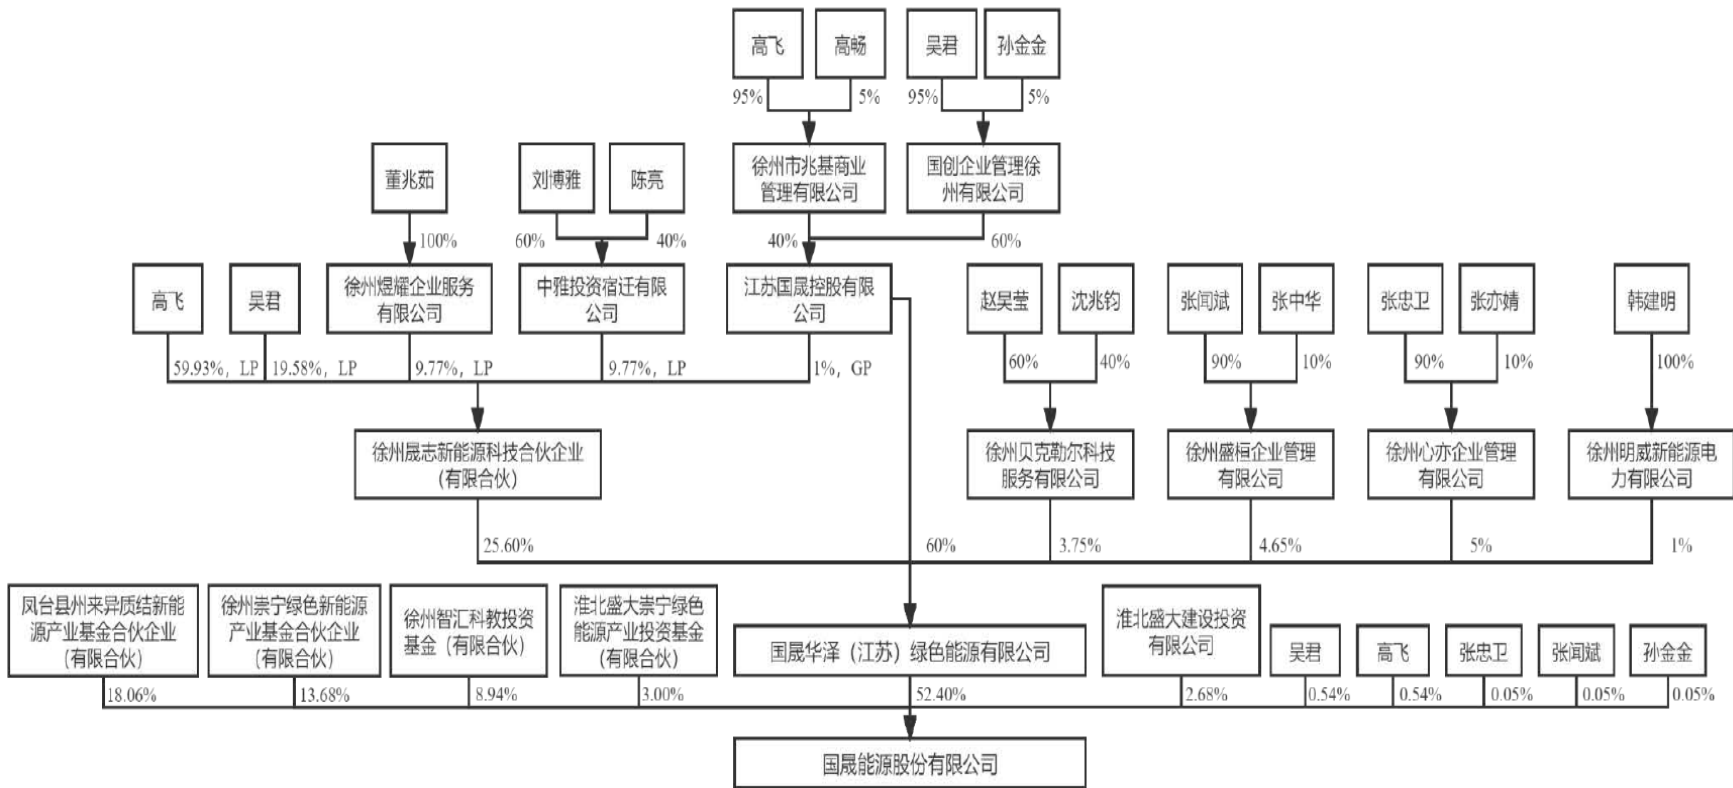 高飞
高畅
吴君
孙金金
95%
5%
95%
5%
董兆茹
刘博雅
陈亮
徐州市兆基商业
管理有限公司
国创企业管理徐
州有限公司
100%
60%
40%
40%
60%
高飞
吴君
徐州煜耀企业服务
有限公司
中雅投资宿迁有限
公司
江苏国晟控股有限
公司
赵昊莹
沈兆钧
张闻斌
张中华
张忠卫
张亦婧
韩建明
59.93%，LP
19.58%，LP
9.77%，LP
9.77%，LP
1%，GP
60%
40%
90%
10%
90%
10%
100%
徐州晟志新能源科技合伙企业
（有限合伙）
徐州贝克勒尔科技
服务有限公司
徐州盛桓企业管理
有限公司
徐州心亦企业管理
有限公司
徐州明威新能源电
力有限公司
25.60%
60%
3.75%
4.65%
5%
1%
凤台县州来异质结新能
源产业基金合伙企业
（有限合伙）
徐州崇宁绿色新能源
产业基金合伙企业
（有限合伙）
徐州智汇科教投资
基金（有限合伙）
淮北盛大崇宁绿色
能源产业投资基金
（有限合伙）
国晟华泽（江苏）绿色能源有限公司
淮北盛大建设投资
有限公司
吴君
高飞
张忠卫
张闻斌
孙金金
18.06%
13.68%
8.94%
3.00%
52.40%
2.68%
0.54%
0.54%
0.05%
0.05%
0.05%
国晟能源股份有限公司